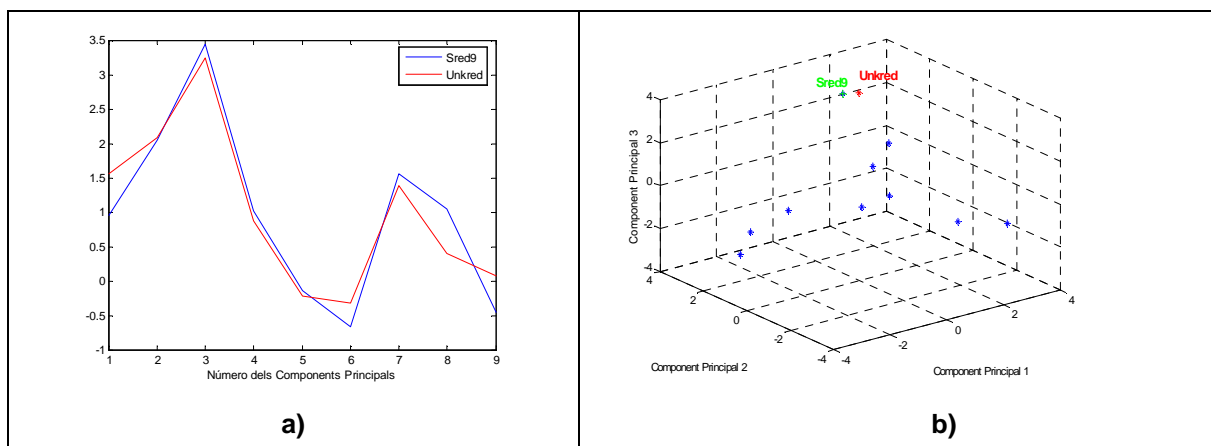 3.5
3
2.5
2
1.5
1
0.5
0
-0.5
-1
1 2 3 4 5 6 7 8 9
Número dels Components Principals
Sred9
Unkred
a)
Sred9
Unkred
Component Principal 3
4
2
0
-2
-4
4
2
0
-2
-4
-4
-2
0
2
4
Component Principal 2
Component Principal 1
b)